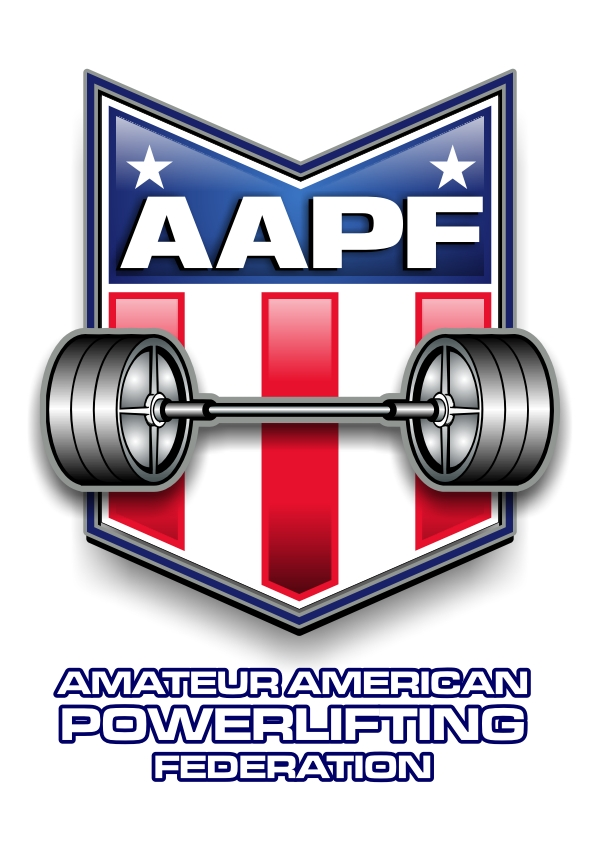 AAPF
AMATEUR AMERICAN
POWERLIFTING
FEDERATION